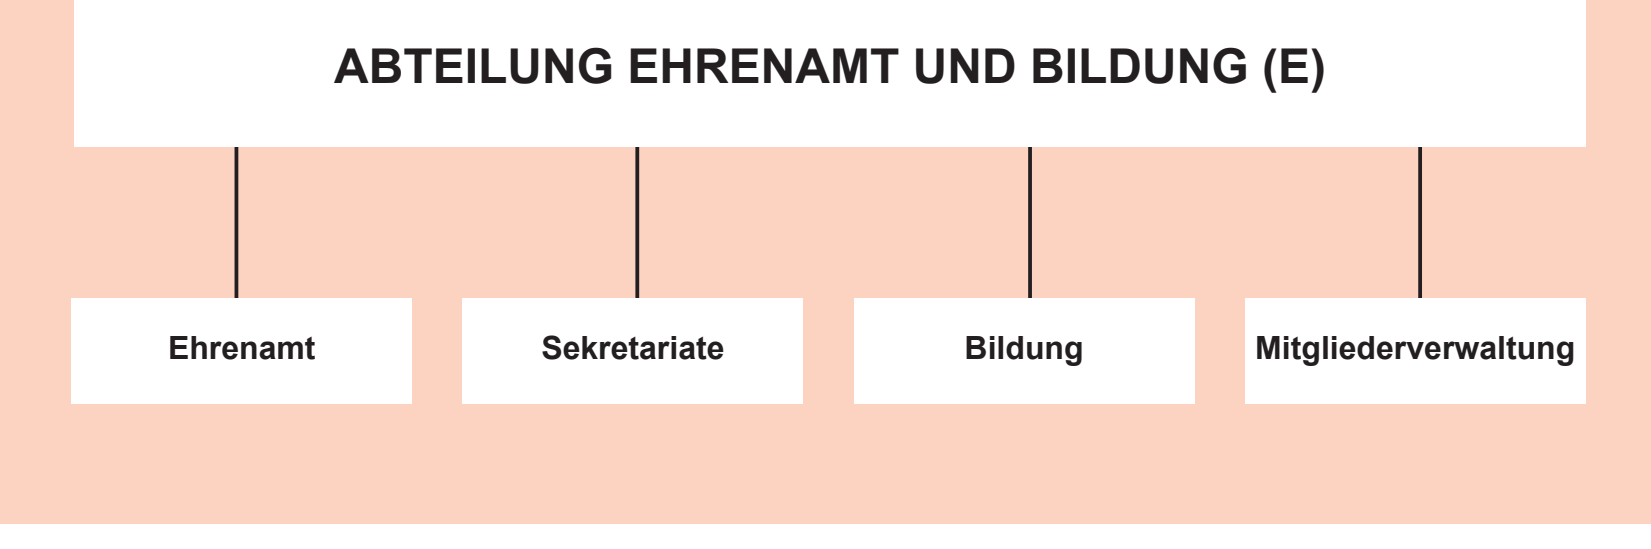 ABTEILUNG EHRENAMT UND BILDUNG (E)
Ehrenamt
Sekretariate
Bildung
Mitgliederverwaltung